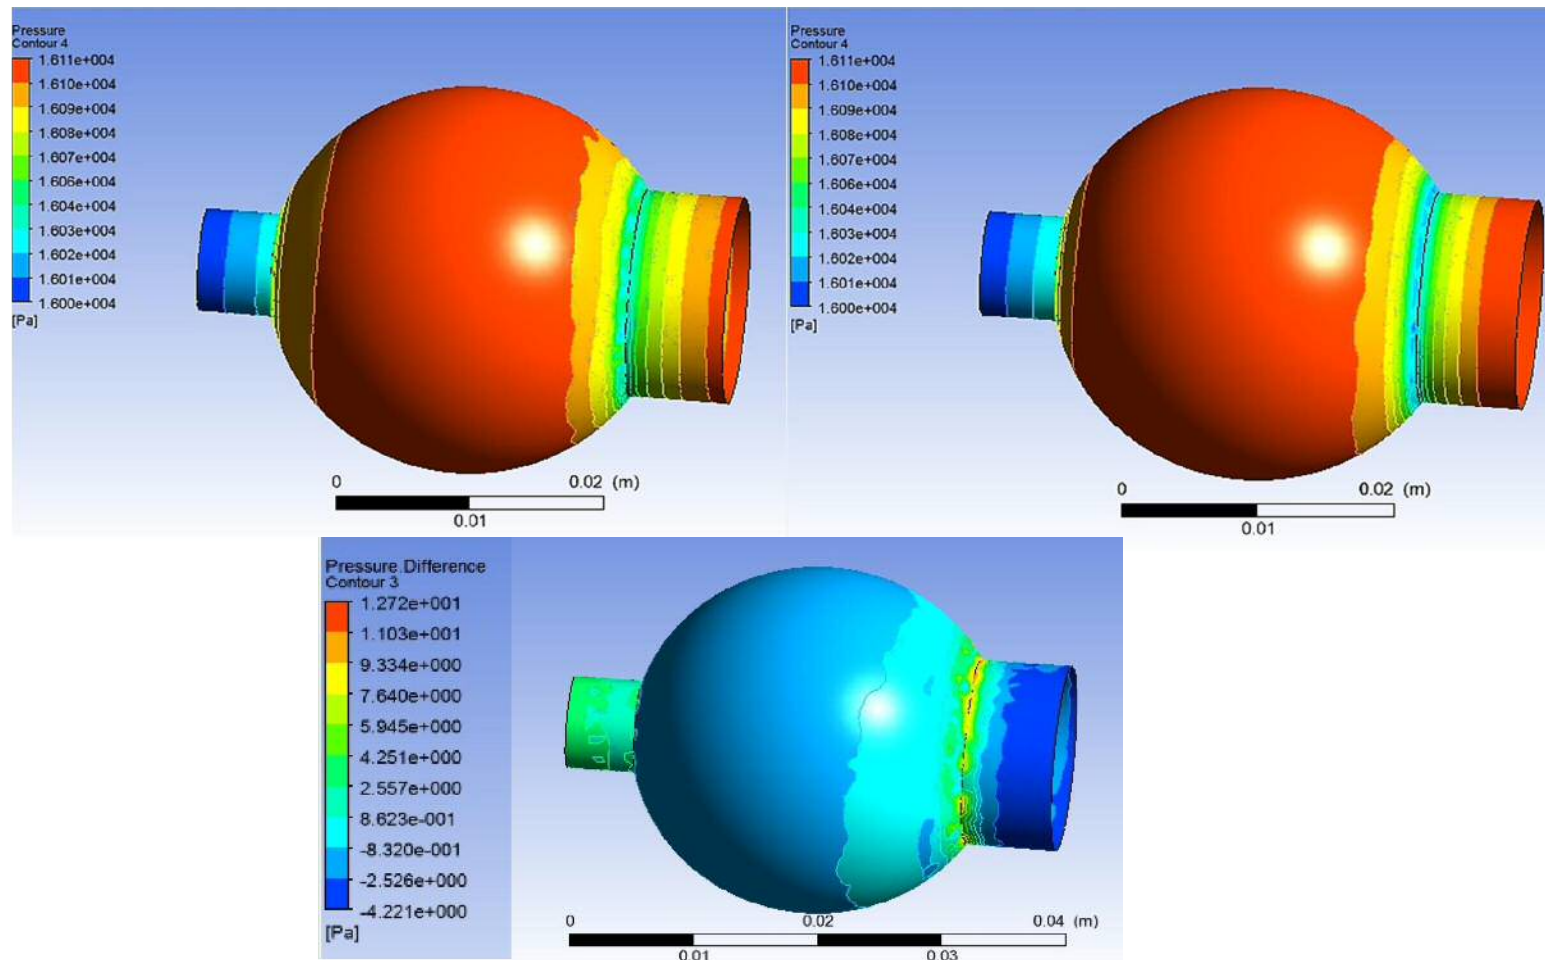 Pressure
Contour 4
1.611e+004
1.610e+004
1.609e+004
1.608e+004
1.607e+004
1.606e+004
1.604e+004
1.603e+004
1.602e+004
1.601e+004
1.600e+004
[Pa]
0 0.02 (m)
0.01
Pressure
Contour 4
1.611e+004
1.610e+004
1.609e+004
1.608e+004
1.607e+004
1.606e+004
1.604e+004
1.603e+004
1.602e+004
1.601e+004
1.600e+004
[Pa]
0 0.02 (m)
0.01
Pressure.Difference
Contour 3
1.272e+001
1.103e+001
9.334e+000
7.640e+000
5.945e+000
4.251e+000
2.557e+000
8.623e-001
-8.320e-001
-2.526e+000
-4.221e+000
[Pa]
0 0.02 0.04 (m)
0.01 0.03